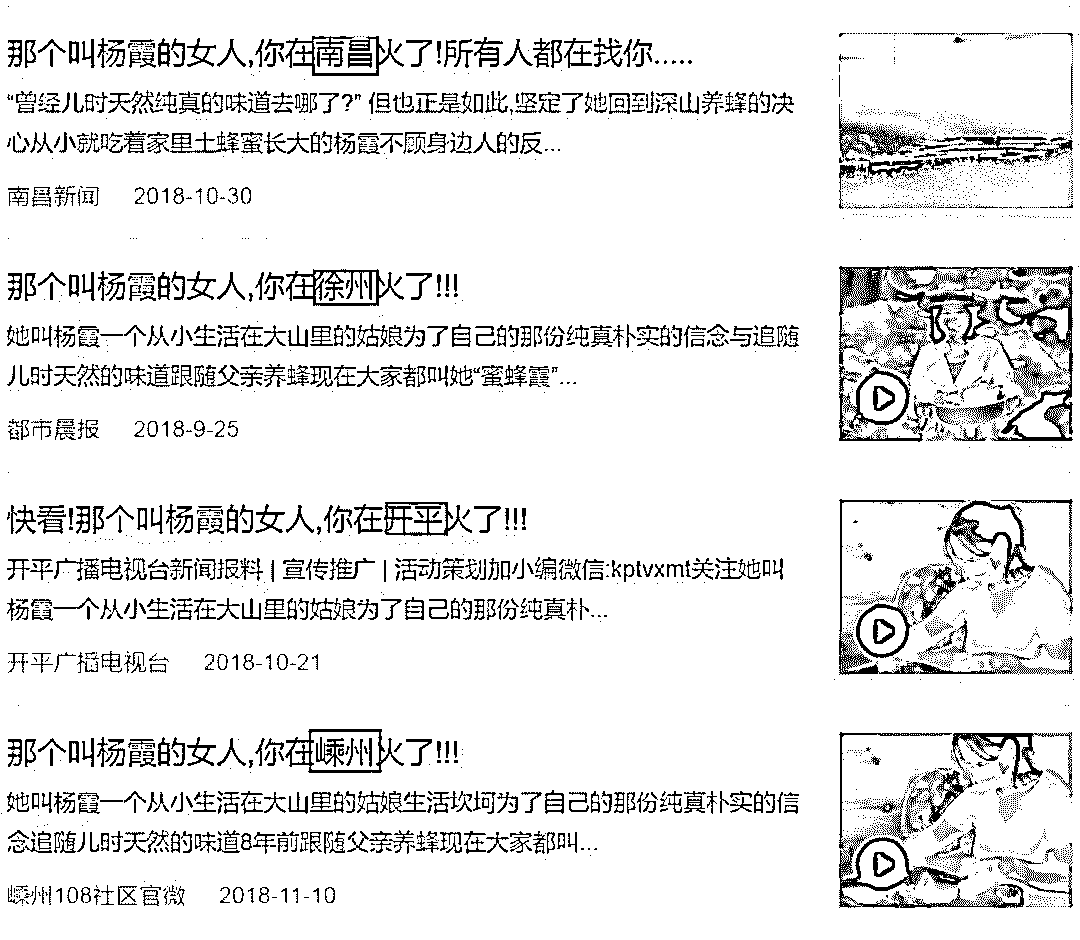 那个叫杨霞的女人,你在南昌火了!所有人都在找你.....
“曾经儿时天然纯真的味道去哪了?” 但也正是如此,坚定了她回到深山养蜂的决
心从小就吃着家里土蜂蜜长大的杨霞不顾身边人的反...
南昌新闻 2018-10-30
那个叫杨霞的女人,你在徐州火了!!!
她叫杨霞一个从小生活在大山里的姑娘为了自己的那份纯真朴实的信念与追随
儿时天然的味道跟随父亲养蜂现在大家都叫她“蜜蜂霞”...
都市晨报 2018-9-25
快看!那个叫杨霞的女人,你在开平火了!!!
开平广播电视台新闻报料 | 宣传推广 | 活动策划加小编微信:kptvxmt关注她叫
杨霞一个从小生活在大山里的姑娘为了自己的那份纯真朴...
开平广播电视台 2018-10-21
那个叫杨霞的女人,你在嵊州火了!!!
她叫杨霞一个从小生活在大山里的姑娘生活坎坷为了自己的那份纯真朴实的信
念追随儿时天然的味道8年前跟随父亲养蜂现在大家都叫...
嵊州108社区官微 2018-11-10